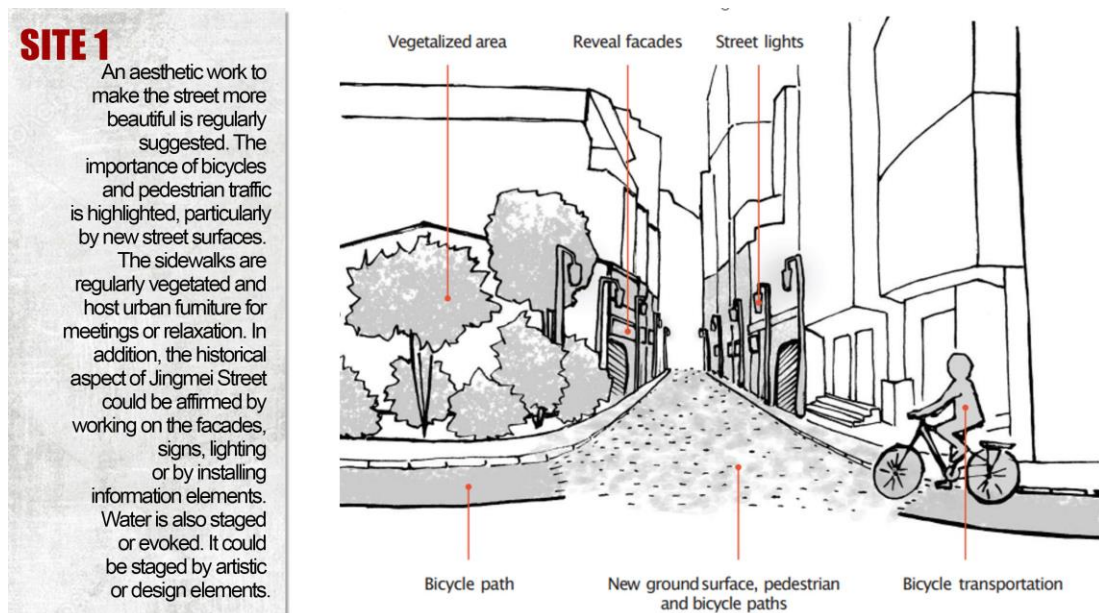 SITE 1
An aesthetic work to
make the street more
beautiful is regularly
suggested. The
importance of bicycles
and pedestrian traffic
is highlighted, particularly
by new street surfaces.
The sidewalks are
regularly vegetated and
host urban furniture for
meetings or relaxation. In
addition, the historical
aspect of Jingmei Street
could be affirmed by
working on the facades,
signs, lighting
or by installing
information elements.
Water is also staged
or evoked. It could
be staged by artistic
or design elements.
Vegetalized area
Reveal facades
Street lights
Bicycle path
New ground surface, pedestrian
and bicycle paths
Bicycle transportation